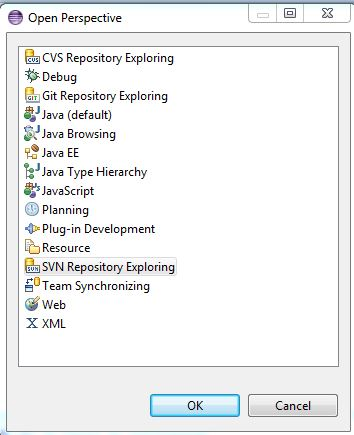 Open Perspective
CVS Repository Exploring
Debug
Git Repository Exploring
Java (default)
Java Browsing
Java EE
Java Type Hierarchy
JavaScript
Planning
Plug-in Development
Resource
SVN Repository Exploring
Team Synchronizing
Web
XML
OK
Cancel